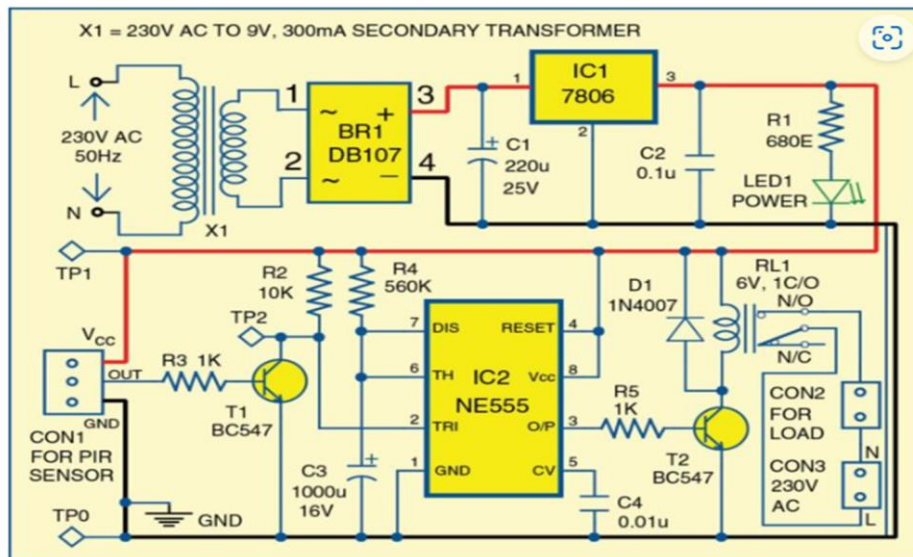 X1 = 230V AC TO 9V, 300mA SECONDARY TRANSFORMER
L
230V AC
50Hz
N
X1
1
2
~
~
+
−
BR1
DB107
3
4
C1
220u
25V
1
IC1
7806
2
3
C2
0.1u
R1
680E
LED1
POWER
TP1
R2
10K
R4
560K
D1
1N4007
RL1
6V, 1C/O
N/O
N/C
TP2
VCC
OUT
GND
CON1
FOR PIR
SENSOR
R3 1K
T1
BC547
7
6
2
1
DIS
TH
TRI
GND
IC2
NE555
RESET
Vcc
O/P
CV
4
8
3
5
R5
1K
T2
BC547
C3
1000u
16V
C4
0.01u
CON2
FOR
LOAD
N
CON3
230V
AC
L
GND
TP0